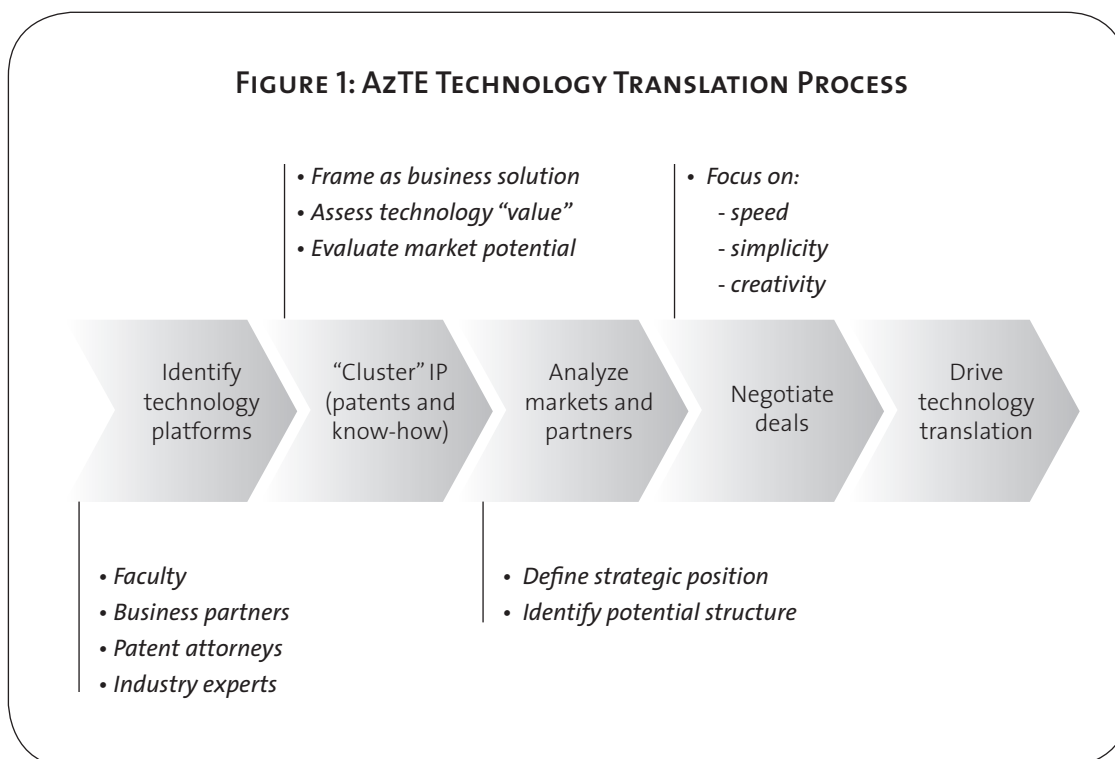 FIGURE 1: AZTE TECHNOLOGY TRANSLATION PROCESS
• Frame as business solution
• Assess technology “value”
• Evaluate market potential
• Focus on:
- speed
- simplicity
- creativity
Identify
technology
platforms
“Cluster” IP
(patents and
know-how)
Analyze
markets and
partners
Negotiate
deals
Drive
technology
translation
• Faculty
• Business partners
• Patent attorneys
• Industry experts
• Define strategic position
• Identify potential structure